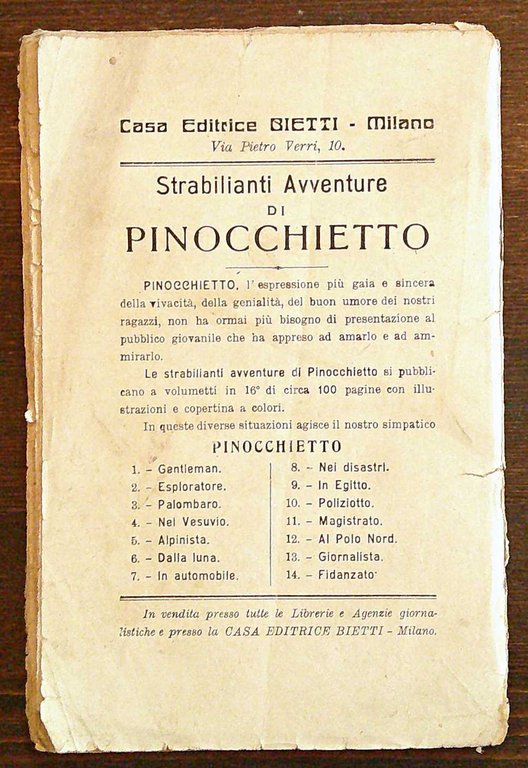 Casa Editrice BIETTI - Milano
Via Pietro Verri, 10.
Strabilianti Avventure
DI
PINOCCHIETTO
PINOCCHIETTO, l'espressione più gaia e sincera
della vivacità, della genialità, del buon umore dei nostri
ragazzi, non ha ormai più bisogno di presentazione al
pubblico giovanile che ha appreso ad amarlo e ad am-
mirarlo.
Le strabilianti avventure di Pinocchietto si pubbli-
cano a volumetti in 16° di circa 100 pagine con illu-
strazioni e copertina a colori.
In queste diverse situazioni agisce il nostro simpatico
PINOCCHIETTO
1. - Gentleman.
2. - Esploratore.
3. - Palombaro.
4. - Nel Vesuvio.
5. - Alpinista.
6. - Dalla luna.
7. - In automobile.
8. - Nei disastri.
9. - In Egitto.
10. - Poliziotto.
11. - Magistrato.
12. - Al Polo Nord.
13. - Giornalista.
14. - Fidanzato
In vendita presso tutte le Librerie e Agenzie giorna-
listiche e presso la CASA EDITRICE BIETTI - Milano.